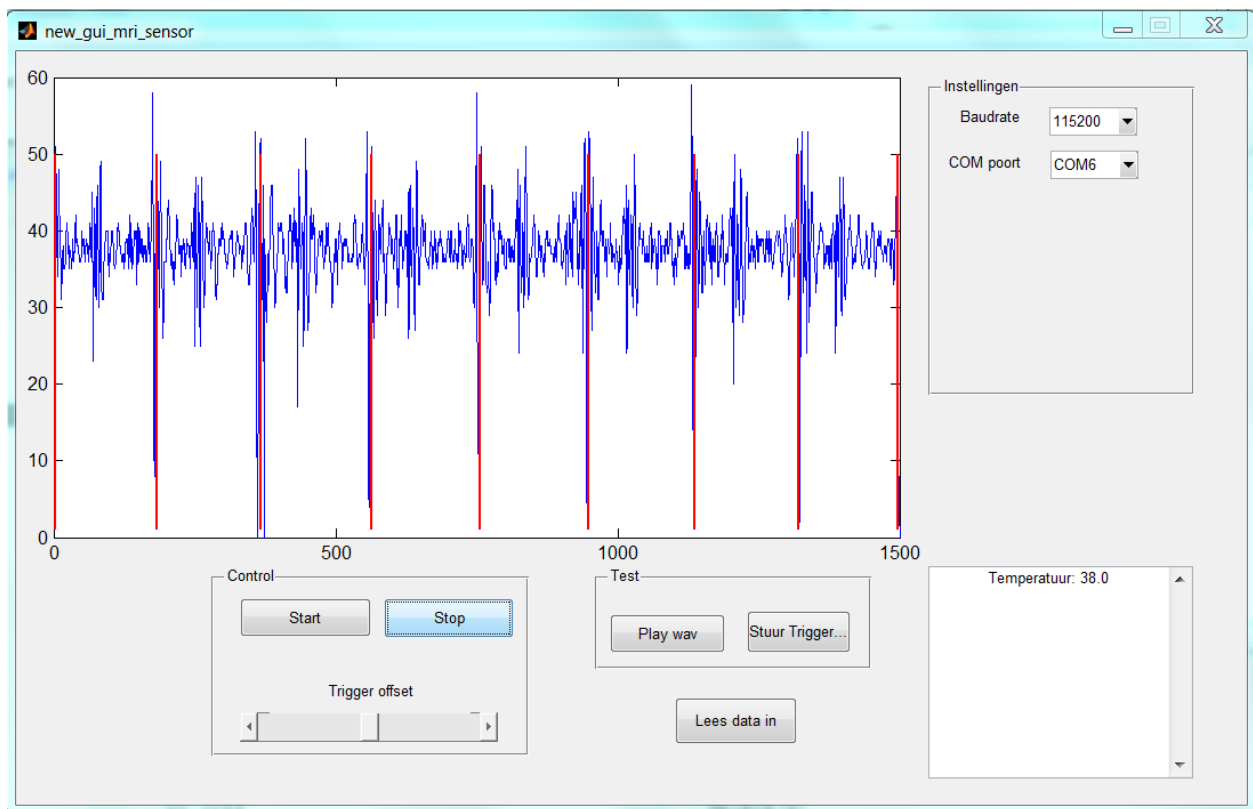 new_gui_mri_sensor
60
50
40
30
20
10
0
0 500 1000 1500
Instellingen
Baudrate 115200
COM poort COM6
Control
Start Stop
Trigger offset
Test
Play wav Stuur Trigger...
Lees data in
Temperatuur: 38.0